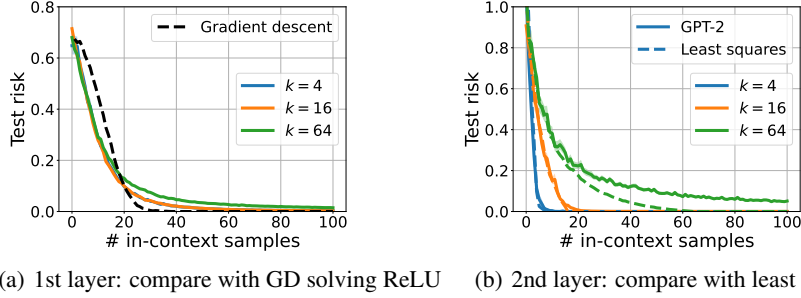 0.8
0.6
0.4
0.2
0.0
0
20
40
60
80
100
Test risk
# in-context samples
Gradient descent
k = 4
k = 16
k = 64
(a) 1st layer: compare with GD solving ReLU
1.0
0.8
0.6
0.4
0.2
0.0
0
20
40
60
80
100
Test risk
# in-context samples
GPT-2
Least squares
k = 4
k = 16
k = 64
(b) 2nd layer: compare with least